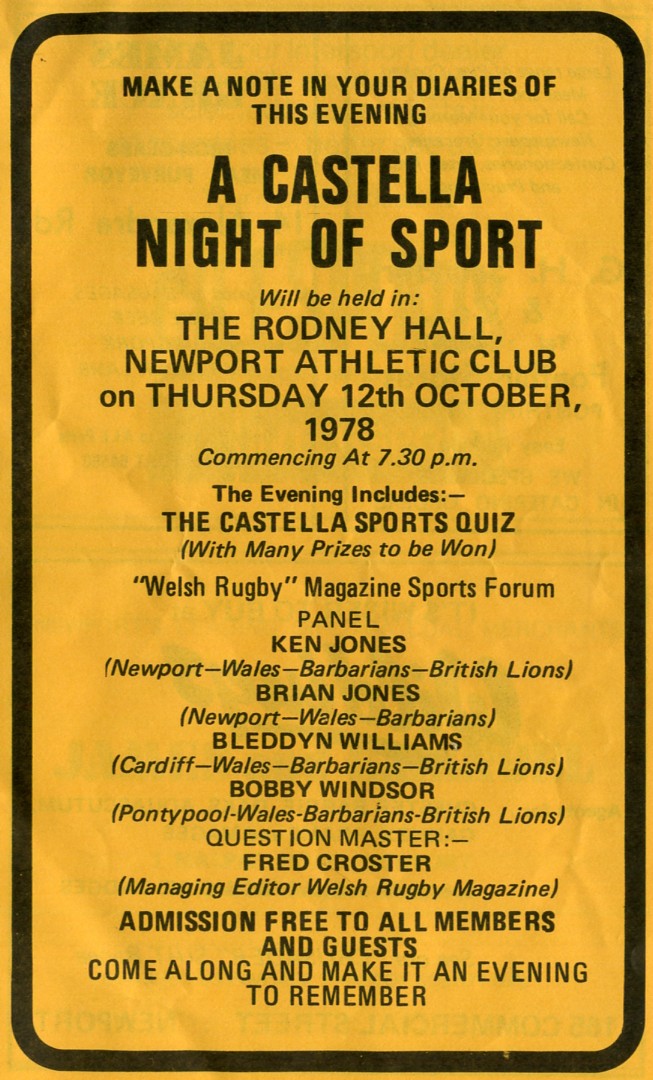 MAKE A NOTE IN YOUR DIARIES OF
THIS EVENING
A CASTELLA
NIGHT OF SPORT
Will be held in:
THE RODNEY HALL,
NEWPORT ATHLETIC CLUB
on THURSDAY 12th OCTOBER,
1978
Commencing At 7.30 p.m.
The Evening Includes:—
THE CASTELLA SPORTS QUIZ
(With Many Prizes to be Won)
"Welsh Rugby" Magazine Sports Forum
PANEL
KEN JONES
(Newport—Wales—Barbarians—British Lions)
BRIAN JONES
(Newport—Wales—Barbarians)
BLEDDYN WILLIAMS
(Cardiff—Wales—Barbarians—British Lions)
BOBBY WINDSOR
(Pontypool-Wales-Barbarians-British Lions)
QUESTION MASTER:—
FRED CROSTER
(Managing Editor Welsh Rugby Magazine)
ADMISSION FREE TO ALL MEMBERS
AND GUESTS
COME ALONG AND MAKE IT AN EVENING
TO REMEMBER